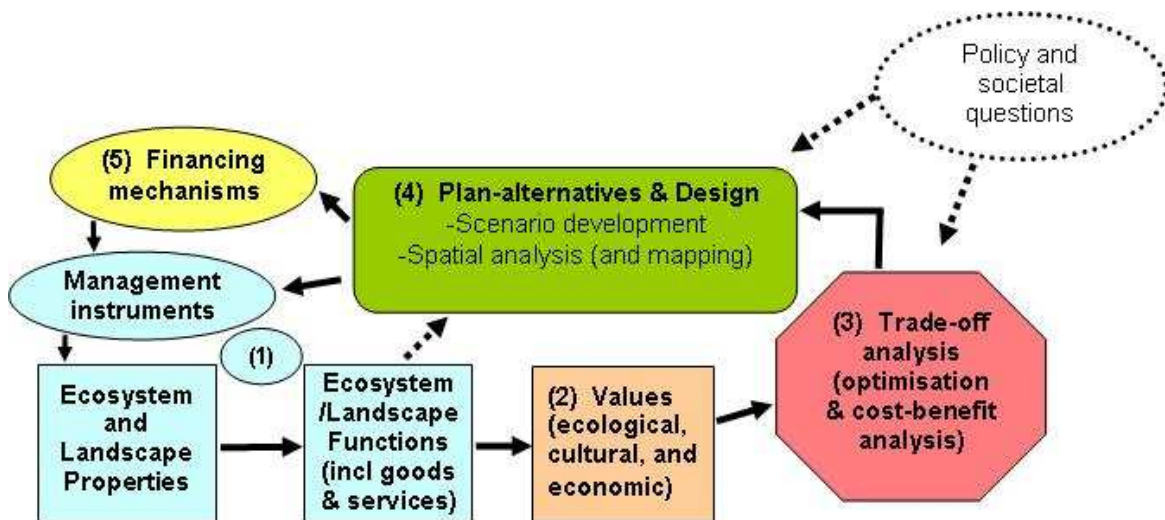 Policy and
societal
questions
(5) Financing
mechanisms
(4) Plan-alternatives & Design
-Scenario development
-Spatial analysis (and mapping)
Management
instruments
(1)
(3) Trade-off
analysis
(optimisation
& cost-benefit
analysis)
Ecosystem
and
Landscape
Properties
Ecosystem
/Landscape
Functions
(incl goods
& services)
(2) Values
(ecological,
cultural, and
economic)